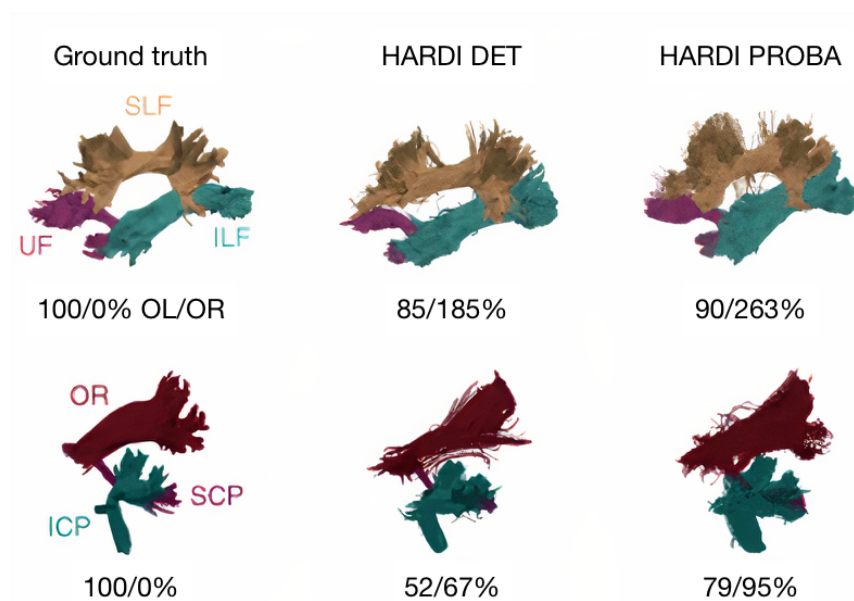 Ground truth HARDI DET HARDI PROBA
SLF
UF ILF
100/0% OL/OR 85/185% 90/263%
OR
SCP
ICP
100/0% 52/67% 79/95%